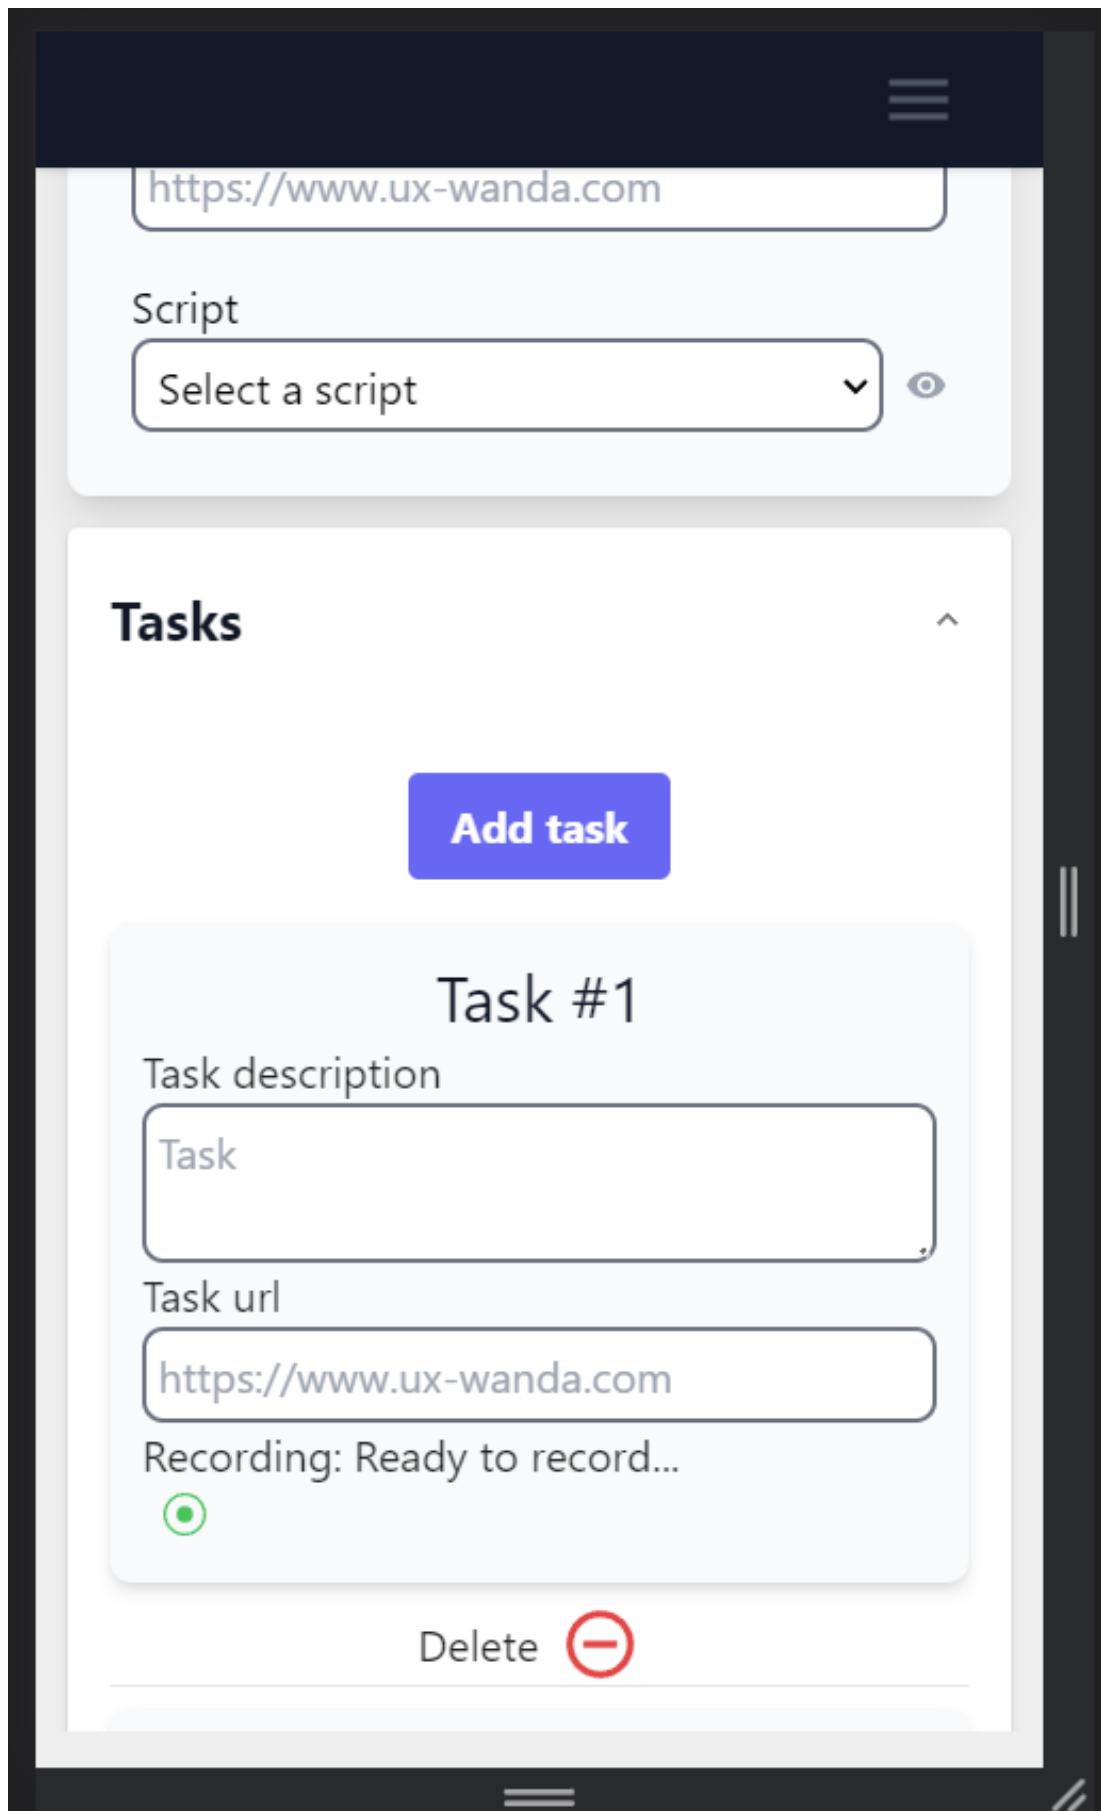 https://www.ux-wanda.com
Script
Select a script
Tasks
Add task
Task #1
Task description
Task
Task url
https://www.ux-wanda.com
Recording: Ready to record...
Delete